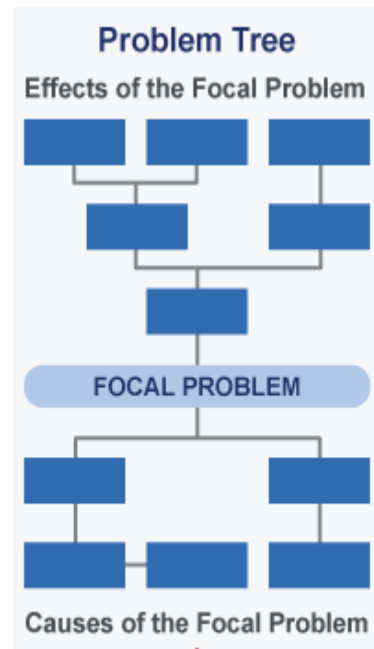 Problem Tree
Effects of the Focal Problem
FOCAL PROBLEM
Causes of the Focal Problem